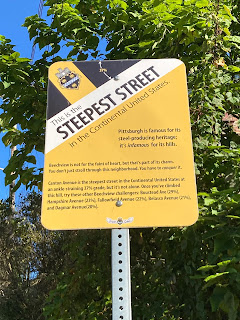 This is the
STEEPEST STREET
in the Continental United States
Pittsburgh is famous for its
steel-producing heritage;
it's infamous for its hills.
Beechview is not for the faint of heart, but that's part of its charm.
You don't just stroll through this neighborhood. You have to conquer it.
Canton Avenue is the steepest street in the Continental United States at
an ankle-straining 37% grade, but it's not alone. Once you've climbed
this hill, try these other Beechview challengers: Boustead Ave (29%),
Hampshire Avenue (23%), Fallowfield Avenue (22%), Belasco Avenue (21%),
and Dagmar Avenue (20%).